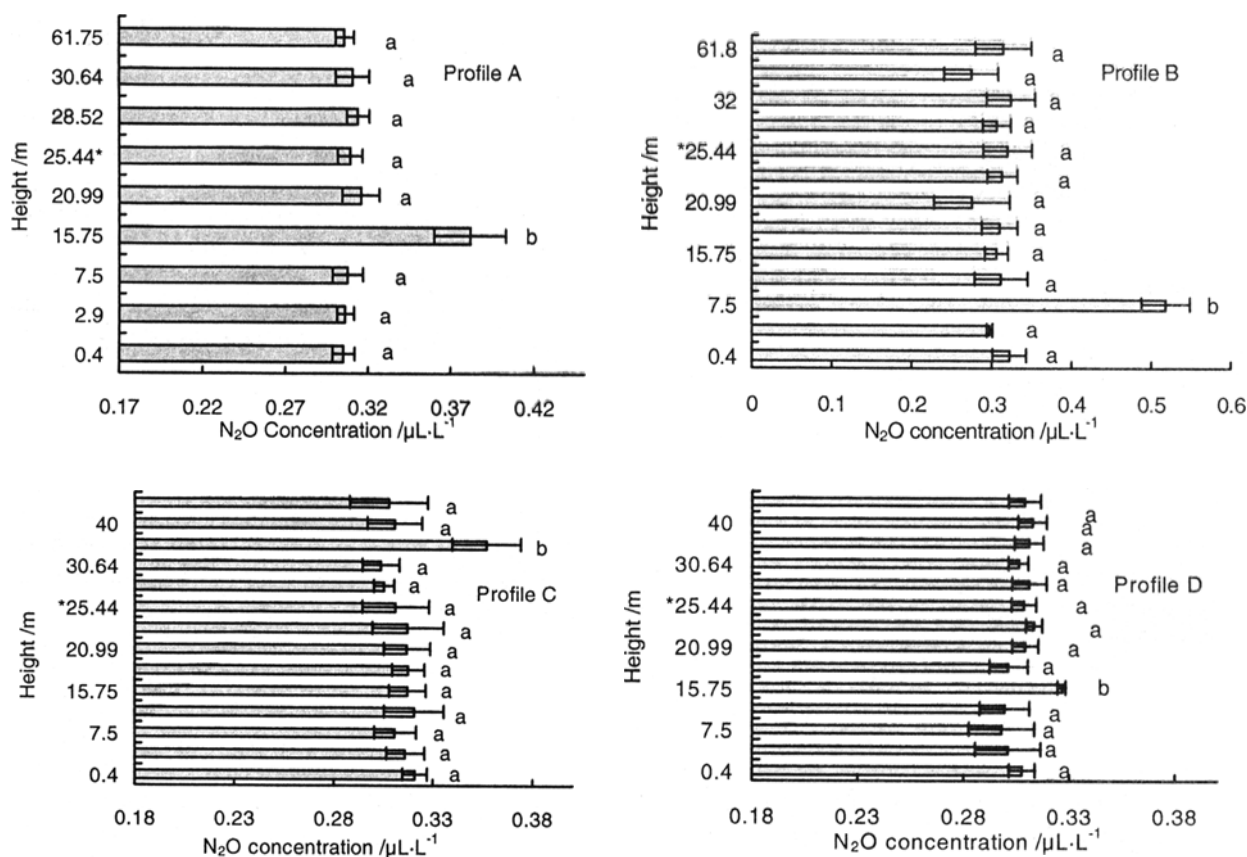 Profile A
Height /m
61.75 a
30.64 a
28.52 a
25.44* a
20.99 a
15.75 b
7.5 a
2.9 a
0.4 a
0.17 0.22 0.27 0.32 0.37 0.42
N₂O Concentration /µL·L⁻¹
Profile B
Height /m
61.8 a
a
32 a
a
*25.44 a
a
20.99 a
a
15.75 a
a
7.5 b
a
0.4 a
0 0.1 0.2 0.3 0.4 0.5 0.6
N₂O concentration /µL·L⁻¹
Profile C
Height /m
a
40 a
b
30.64 a
a
*25.44 a
a
20.99 a
a
15.75 a
a
7.5 a
a
0.4 a
0.18 0.23 0.28 0.33 0.38
N₂O concentration /µL·L⁻¹
Profile D
Height /m
a
40 a
a
30.64 a
a
*25.44 a
a
20.99 a
a
15.75 b
a
7.5 a
a
0.4 a
0.18 0.23 0.28 0.33 0.38
N₂O concentration /µL·L⁻¹